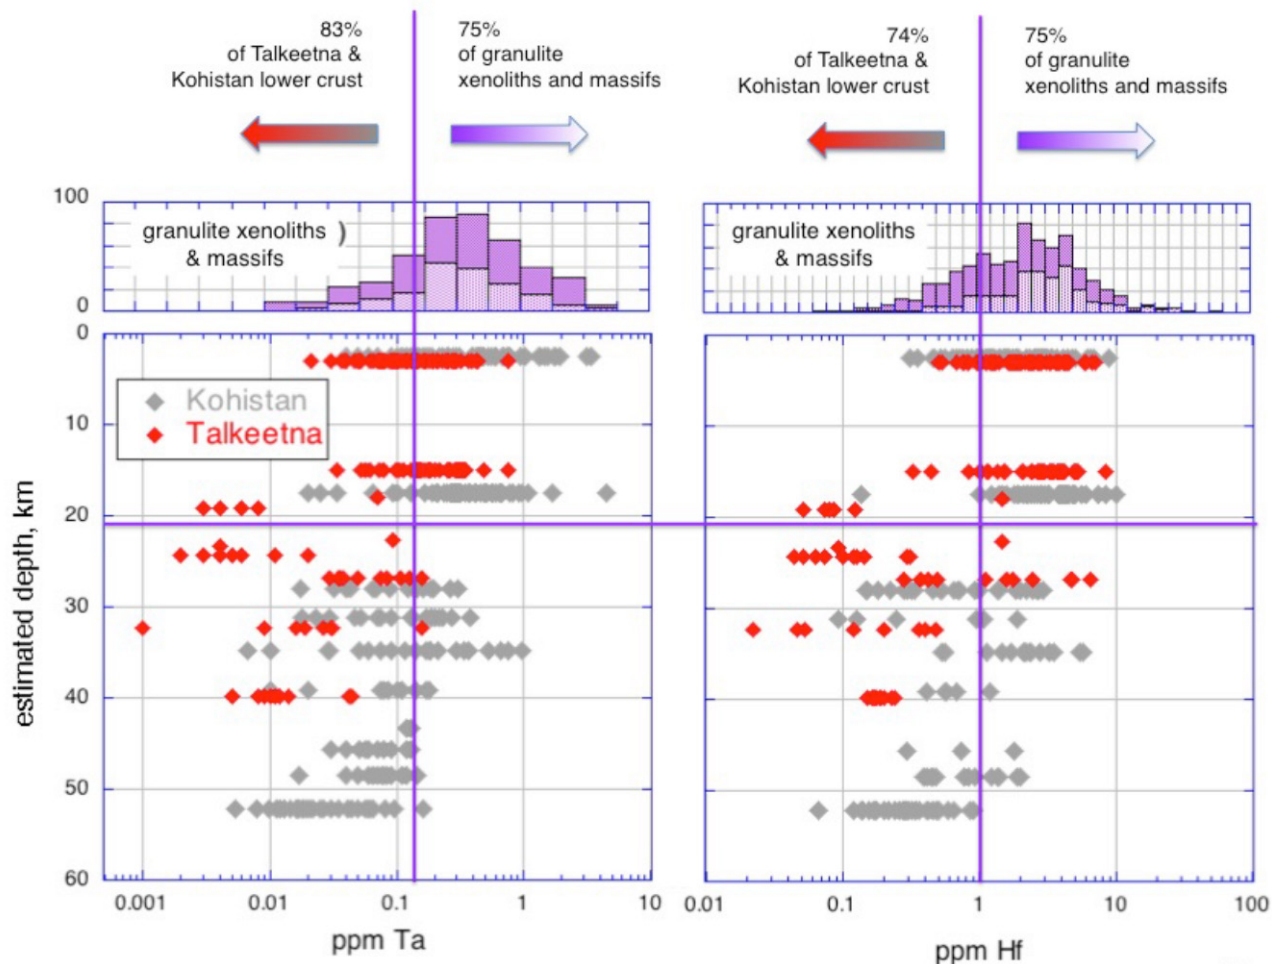 83%
of Talkeetna &
Kohistan lower crust
75%
of granulite
xenoliths and massifs
74%
of Talkeetna &
Kohistan lower crust
75%
of granulite
xenoliths and massifs
100
granulite xenoliths )
& massifs
0
granulite xenoliths
& massifs
0
Kohistan
Talkeetna
10
20
30
40
50
60
estimated depth, km
0.001
0.01
0.1
1
10
ppm Ta
0.01
0.1
1
10
100
ppm Hf